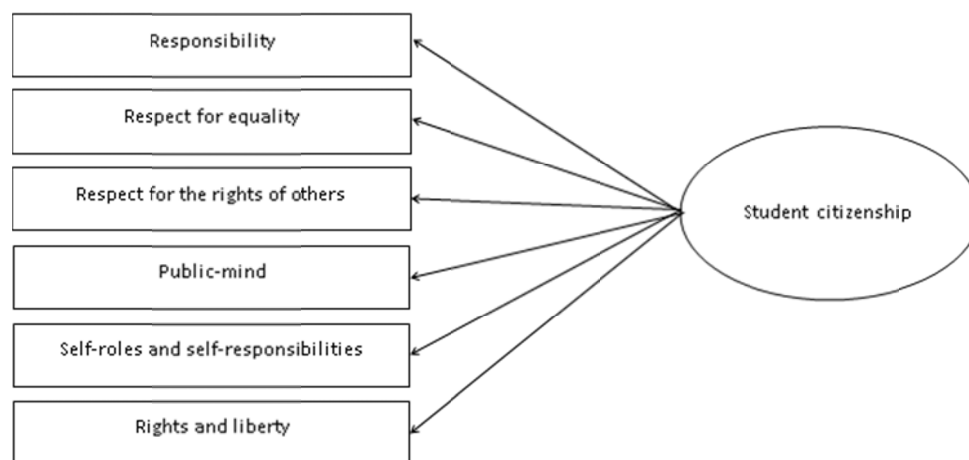 Responsibility
Respect for equality
Respect for the rights of others
Student citizenship
Public-mind
Self-roles and self-responsibilities
Rights and liberty